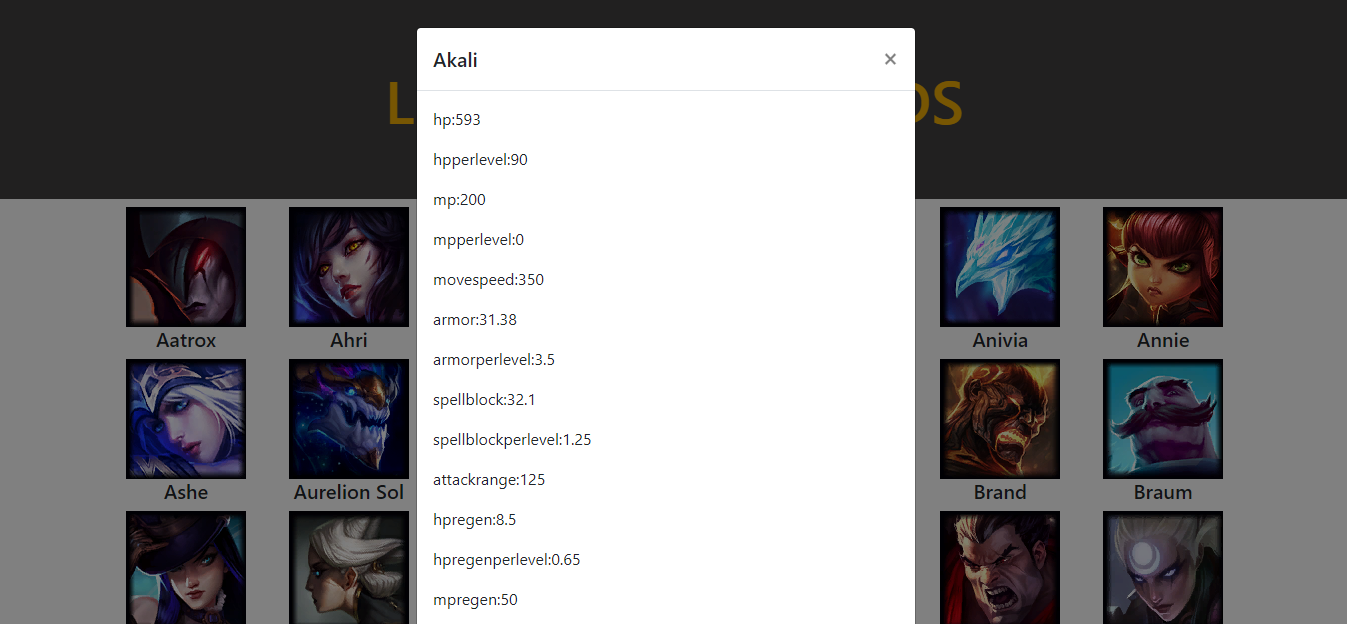 Akali
×
L
OS
hp:593
hpperlevel:90
mp:200
mpperlevel:0
movespeed:350
armor:31.38
armorperlevel:3.5
spellblock:32.1
spellblockperlevel:1.25
attackrange:125
hpregen:8.5
hpregenperlevel:0.65
mpregen:50
Aatrox
Ahri
Anivia
Annie
Ashe
Aurelion Sol
Brand
Braum